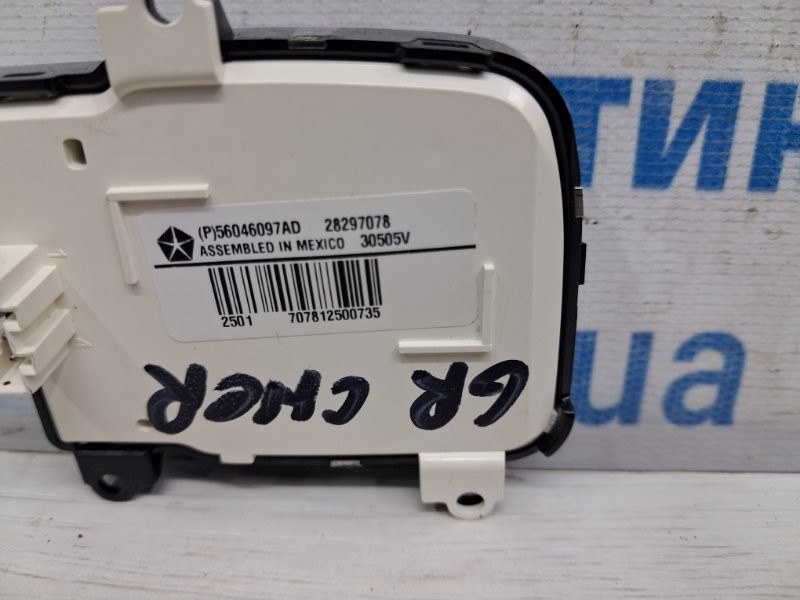 (P)56046097AD 28297078
ASSEMBLED IN MEXICO 30505V
2501 707812500735
GR CHER
ТИН
ua